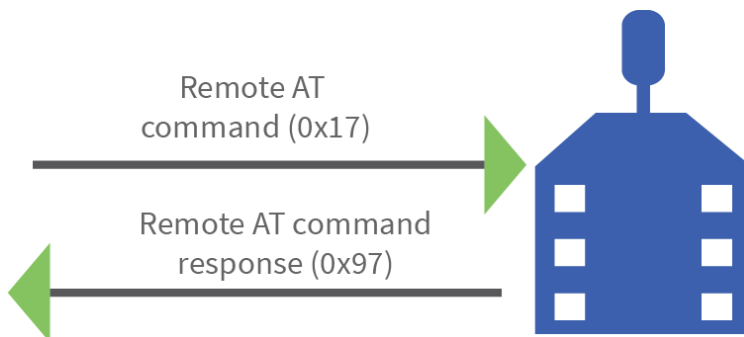 Remote AT
command (0x17)
Remote AT command
response (0x97)